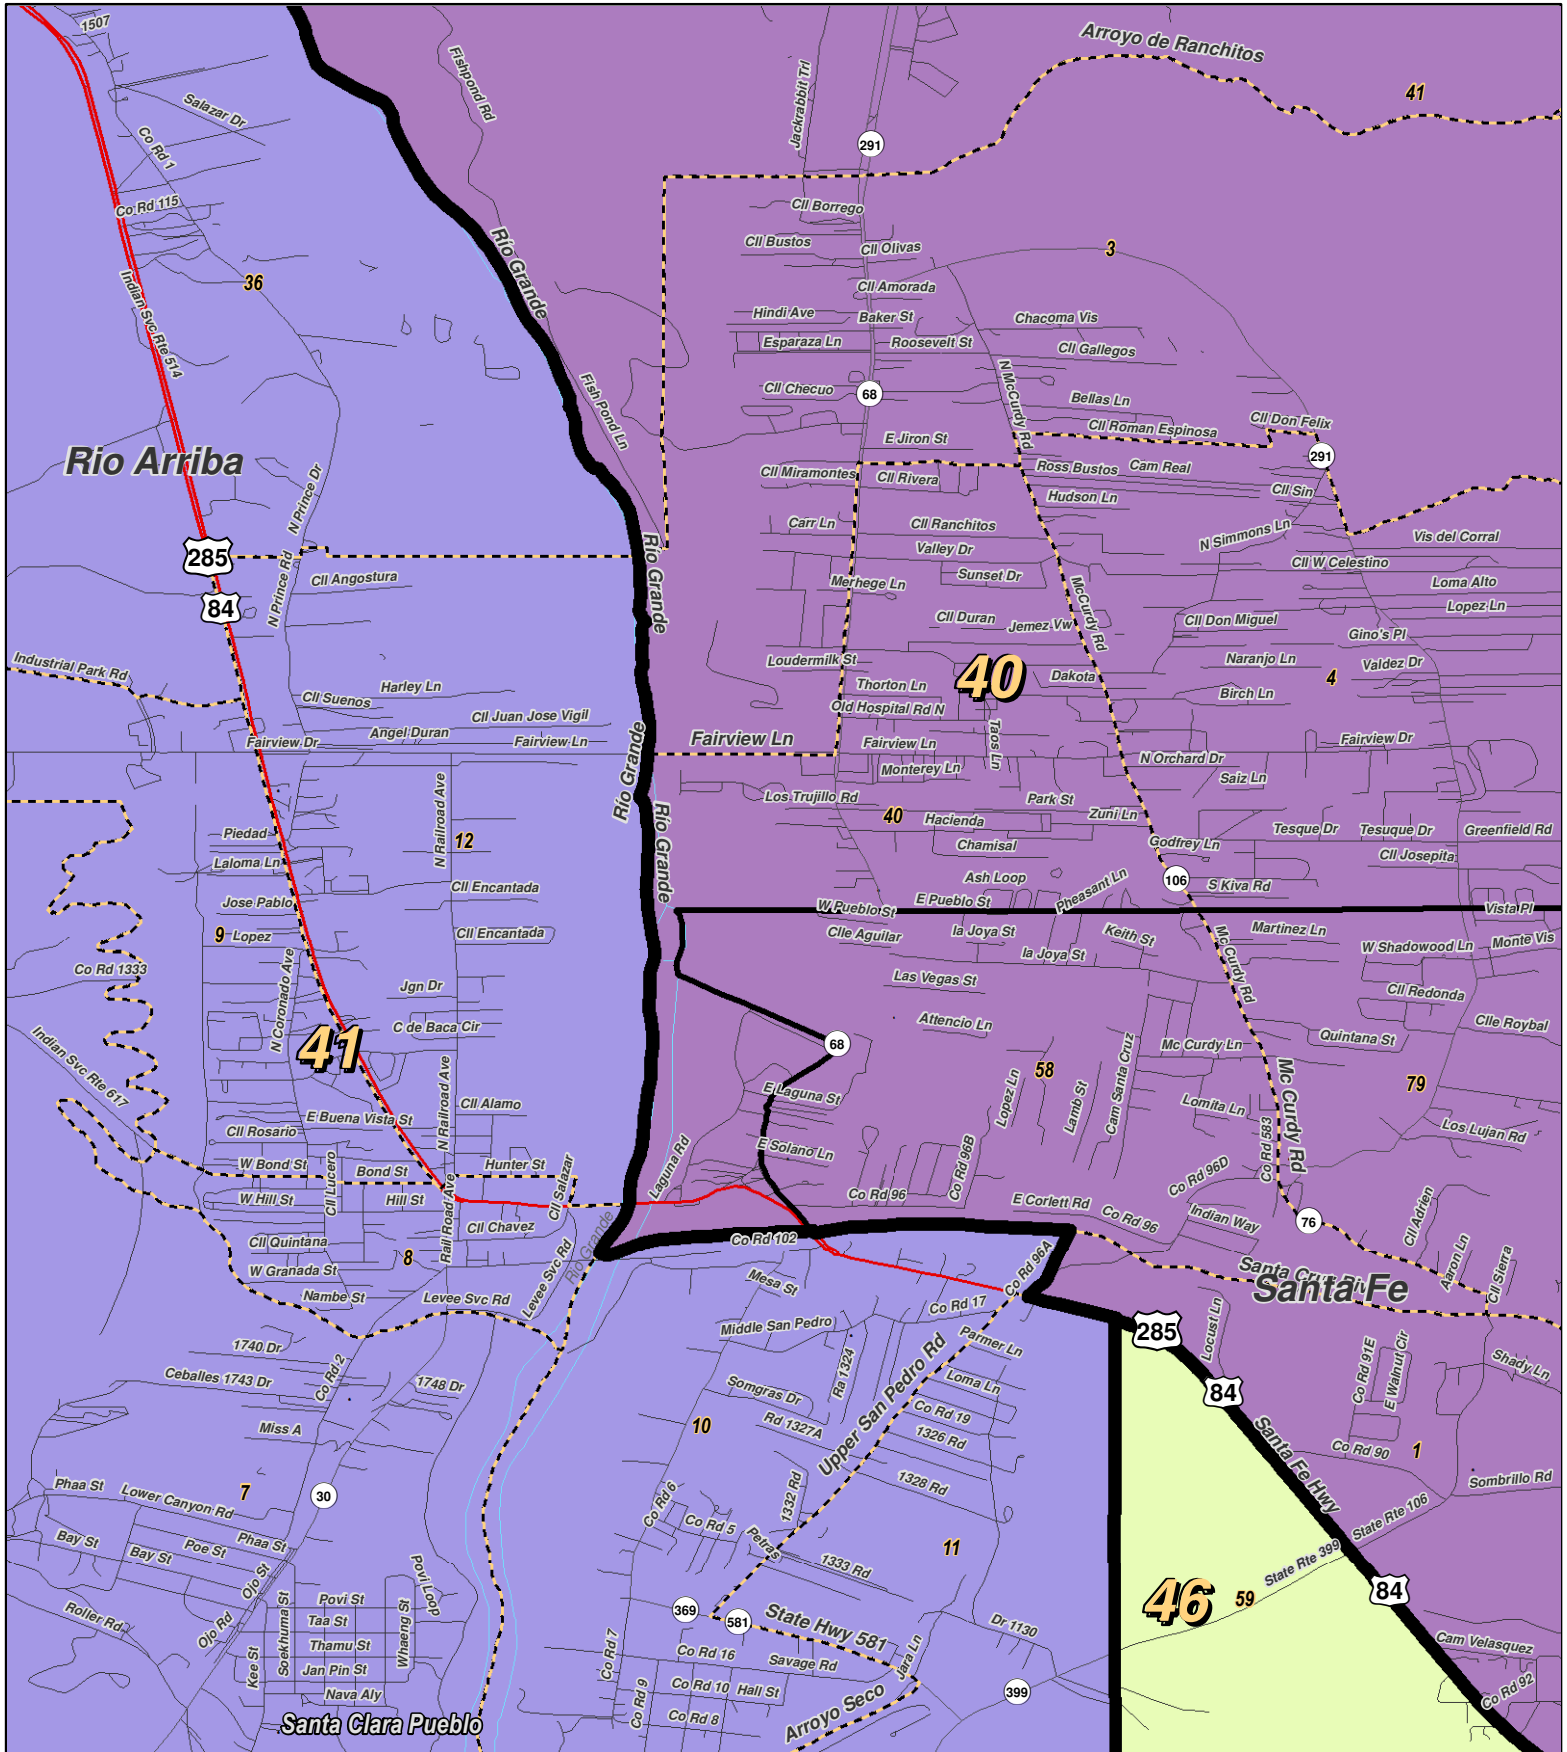 1507
Fishpond Rd
Jackrabbit Trl
Arroyo de Ranchitos
41
Salazar Dr
Co Rd 1
291
Co Rd 115
Cll Borrego
Cll Bustos
Cll Olivas
3
Río Grande
36
Indian Svc Rte 514
Cll Amorada
Hindi Ave
Baker St
Chacoma Vis
Esparaza Ln
Roosevelt St
Cll Gallegos
Fish Pond Ln
Cll Checuo
68
N McCurdy Rd
Bellas Ln
Cll Don Felix
Cll Roman Espinosa
E Jiron St
291
Rio Arriba
Cll Miramontes
Cll Rivera
Ross Bustos
Cam Real
Hudson Ln
Cll Sin
N Prince Dr
Carr Ln
Cll Ranchitos
N Simmons Ln
Vis del Corral
285
Valley Dr
Cll W Celestino
Cll Angostura
N Prince Rd
Río Grande
Merhege Ln
Sunset Dr
McCurdy Rd
Loma Alto
84
Lopez Ln
Cll Duran
Jemez Vw
Cll Don Miguel
Gino's Pl
Industrial Park Rd
Loudermilk St
40
Dakota
Naranjo Ln
Valdez Dr
4
Harley Ln
Cll Suenos
Thorton Ln
Birch Ln
Old Hospital Rd N
Cll Juan Jose Vigil
Angel Duran
Fairview Dr
Fairview Ln
Río Grande
Fairview Ln
Fairview Ln
Taos Ln
Fairview Dr
N Orchard Dr
Monterey Ln
Saiz Ln
N Railroad Ave
Los Trujillo Rd
Park St
Río Grande
40
Hacienda
Zuni Ln
Piedad
12
Tesque Dr
Tesuque Dr
Greenfield Rd
Laloma Ln
Chamisal
Godfrey Ln
Cll Josepita
Cll Encantada
Ash Loop
Pheasant Ln
106
S Kiva Rd
Jose Pablo
W Pueblo St
E Pueblo St
Vista Pl
9
Lopez
Cll Encantada
Clle Aguilar
la Joya St
Keith St
Martinez Ln
Mc Curdy Rd
W Shadowood Ln
Monte Vis
Co Rd 1333
la Joya St
N Coronado Ave
Jgn Dr
Las Vegas St
Cll Redonda
41
C de Baca Cir
Attencio Ln
Clle Roybal
Indian Svc Rte 617
68
Mc Curdy Ln
Quintana St
58
79
N Railroad Ave
E Laguna St
Lopez Ln
Lamb St
Cam Santa Cruz
Mc Curdy Rd
Cll Alamo
Lomita Ln
E Buena Vista St
Cll Rosario
Los Lujan Rd
E Solano Ln
Co Rd 96B
Co Rd 583
W Bond St
Bond St
Hunter St
Laguna Rd
Co Rd 96D
Cll Lucero
Cll Salazar
W Hill St
Hill St
Co Rd 96
E Corlett Rd
Co Rd 96
Indian Way
76
Cll Adrien
Rail Road Ave
Cll Chavez
Río Grande
Co Rd 102
Cll Quintana
8
Co Rd 96A
Aaron Ln
Cll Sierra
W Granada St
Levee Svc Rd
Mesa St
Santa Fe
Nambe St
Levee Svc Rd
Co Rd 17
Middle San Pedro
Locust Ln
285
1740 Dr
Parmer Ln
Co Rd 91E
E Walnut Cir
Shady Ln
Co Rd 2
Ceballes 1743 Dr
1748 Dr
Ra 1324
Upper San Pedro Rd
Loma Ln
84
Somgras Dr
Co Rd 19
Miss A
10
Rd 1327A
1326 Rd
Santa Fe Hwy
Co Rd 90
1
Phaa St
7
Lower Canyon Rd
30
1328 Rd
Sombrillo Rd
Co Rd 6
1332 Rd
State Rte 106
Bay St
Bay St
Poe St
Phaa St
Co Rd 5
Petras
11
Ojo St
Povi Loop
1333 Rd
State Rte 399
Povi St
46
59
84
Roller Rd
Ojo Rd
Soekhuma St
Taa St
Whaeng St
369
581
State Hwy 581
Dr 1130
Kee St
Thamu St
Co Rd 7
Co Rd 16
Savage Rd
Jara Ln
Cam Velasquez
Jan Pin St
Co Rd 9
Co Rd 10
Hall St
399
Co Rd 92
Nava Aly
Co Rd 8
Arroyo Seco
Santa Clara Pueblo